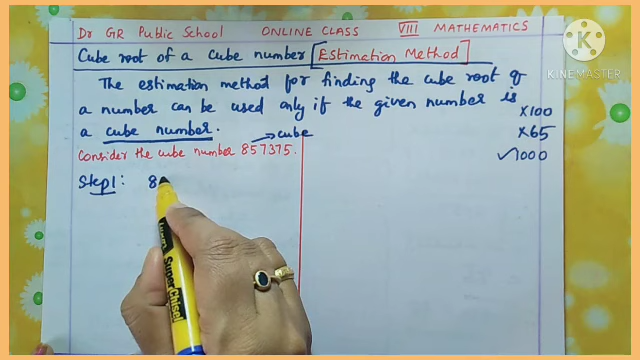 Dr GR Public School ONLINE CLASS VIII MATHEMATICS
Cube root of a cube number Estimation Method
The estimation method for finding the cube root of
a number can be used only if the given number is
a cube number.
→cube
Consider the cube number 857375.
Step1: 8
×100
×65
✓1000
K
KINEMASTER
SuperChisel